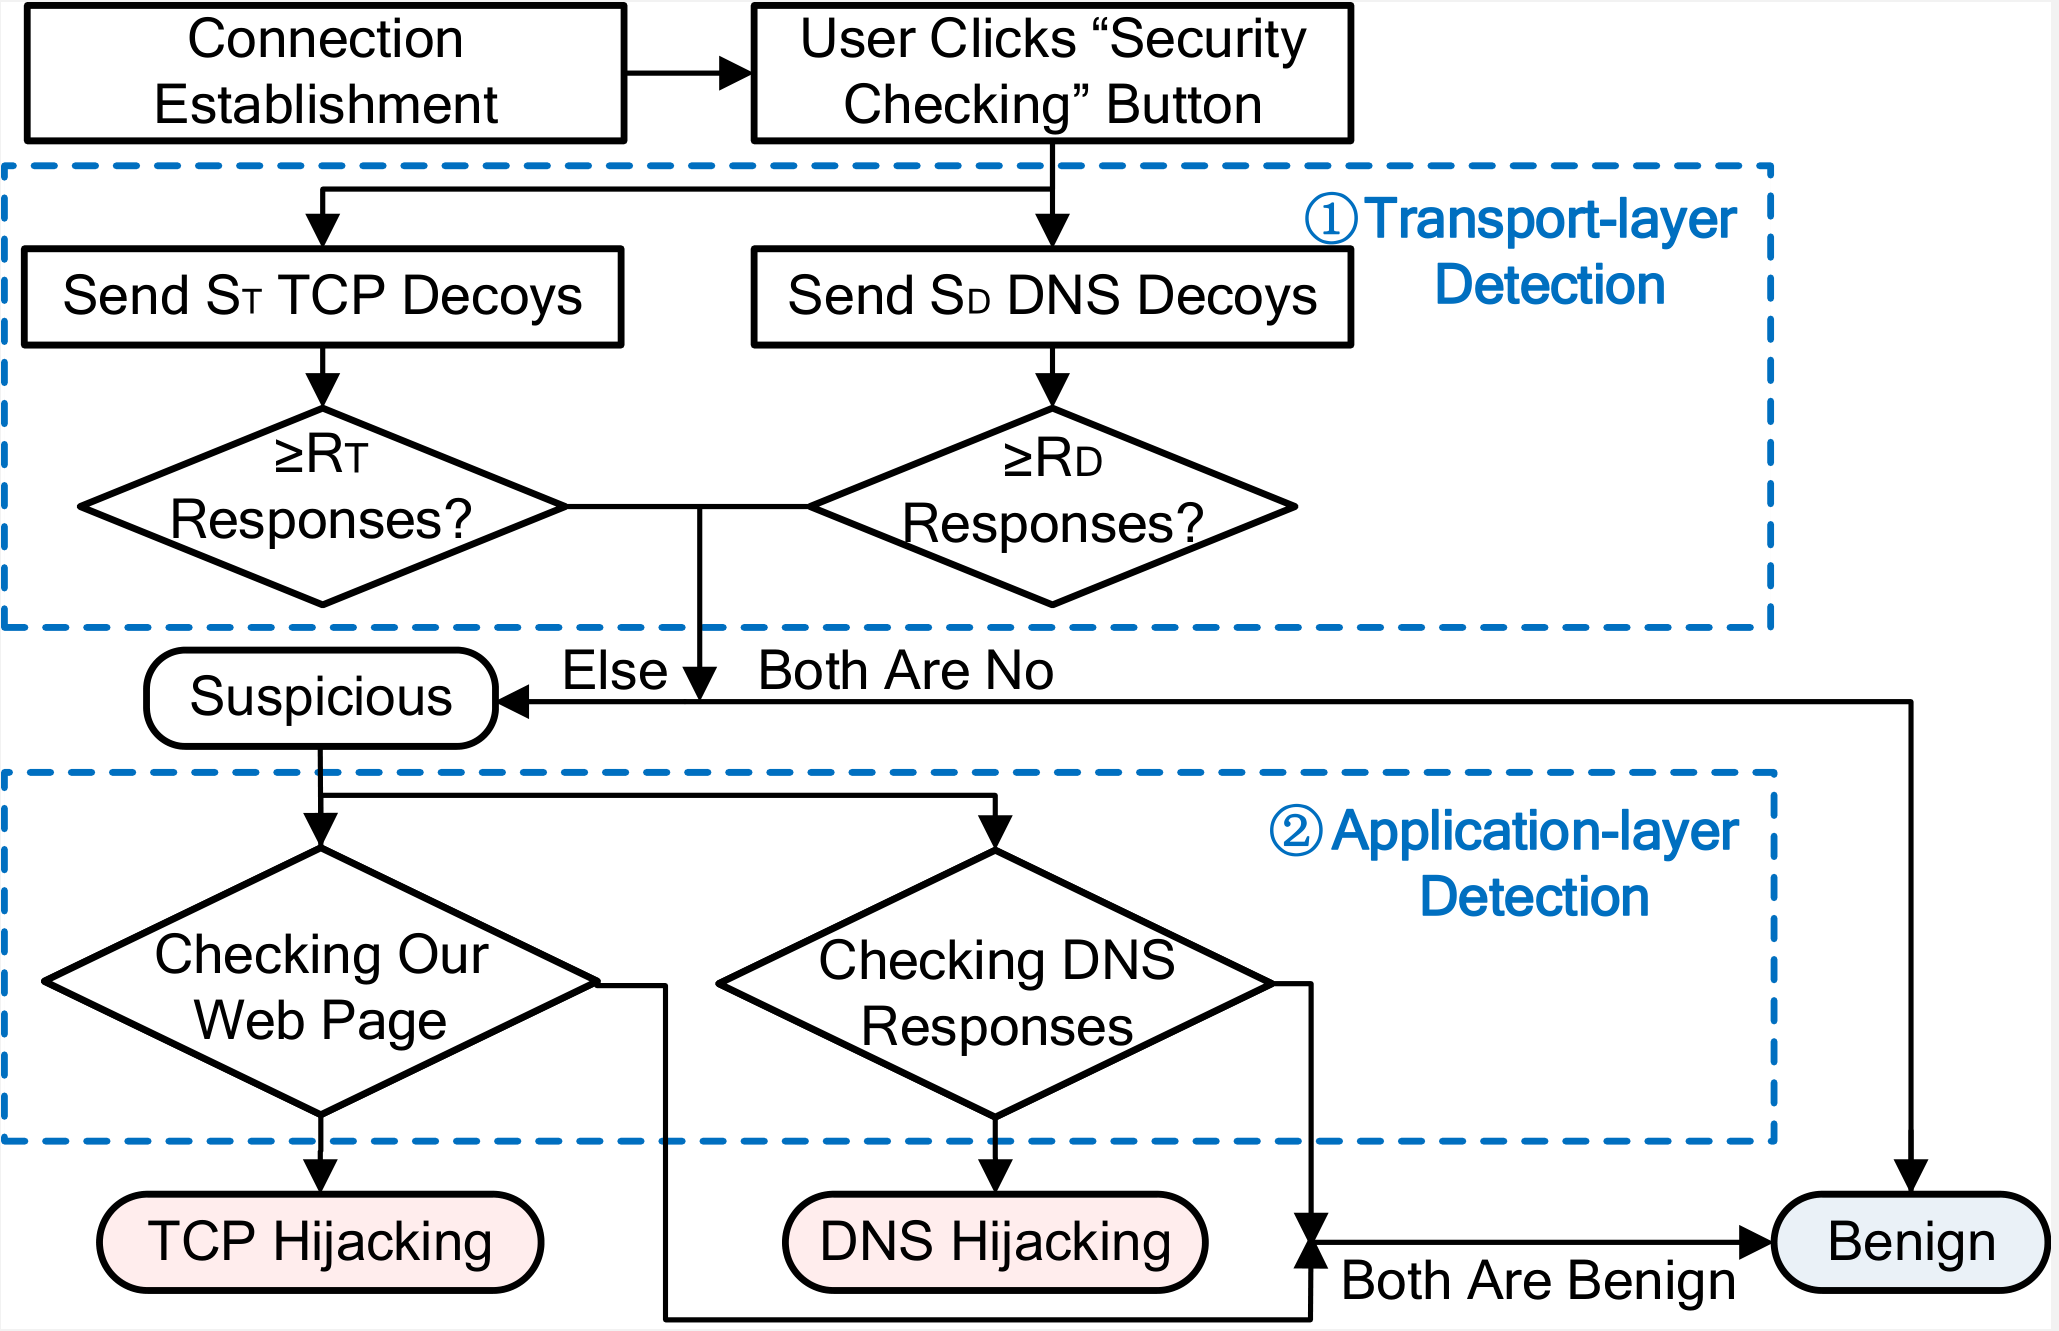 Connection
Establishment
User Clicks “Security
Checking” Button
①Transport-layer
Detection
Send ST TCP Decoys
Send SD DNS Decoys
≥RT
Responses?
≥RD
Responses?
Suspicious
Else
Both Are No
②Application-layer
Detection
Checking Our
Web Page
Checking DNS
Responses
TCP Hijacking
DNS Hijacking
Both Are Benign
Benign